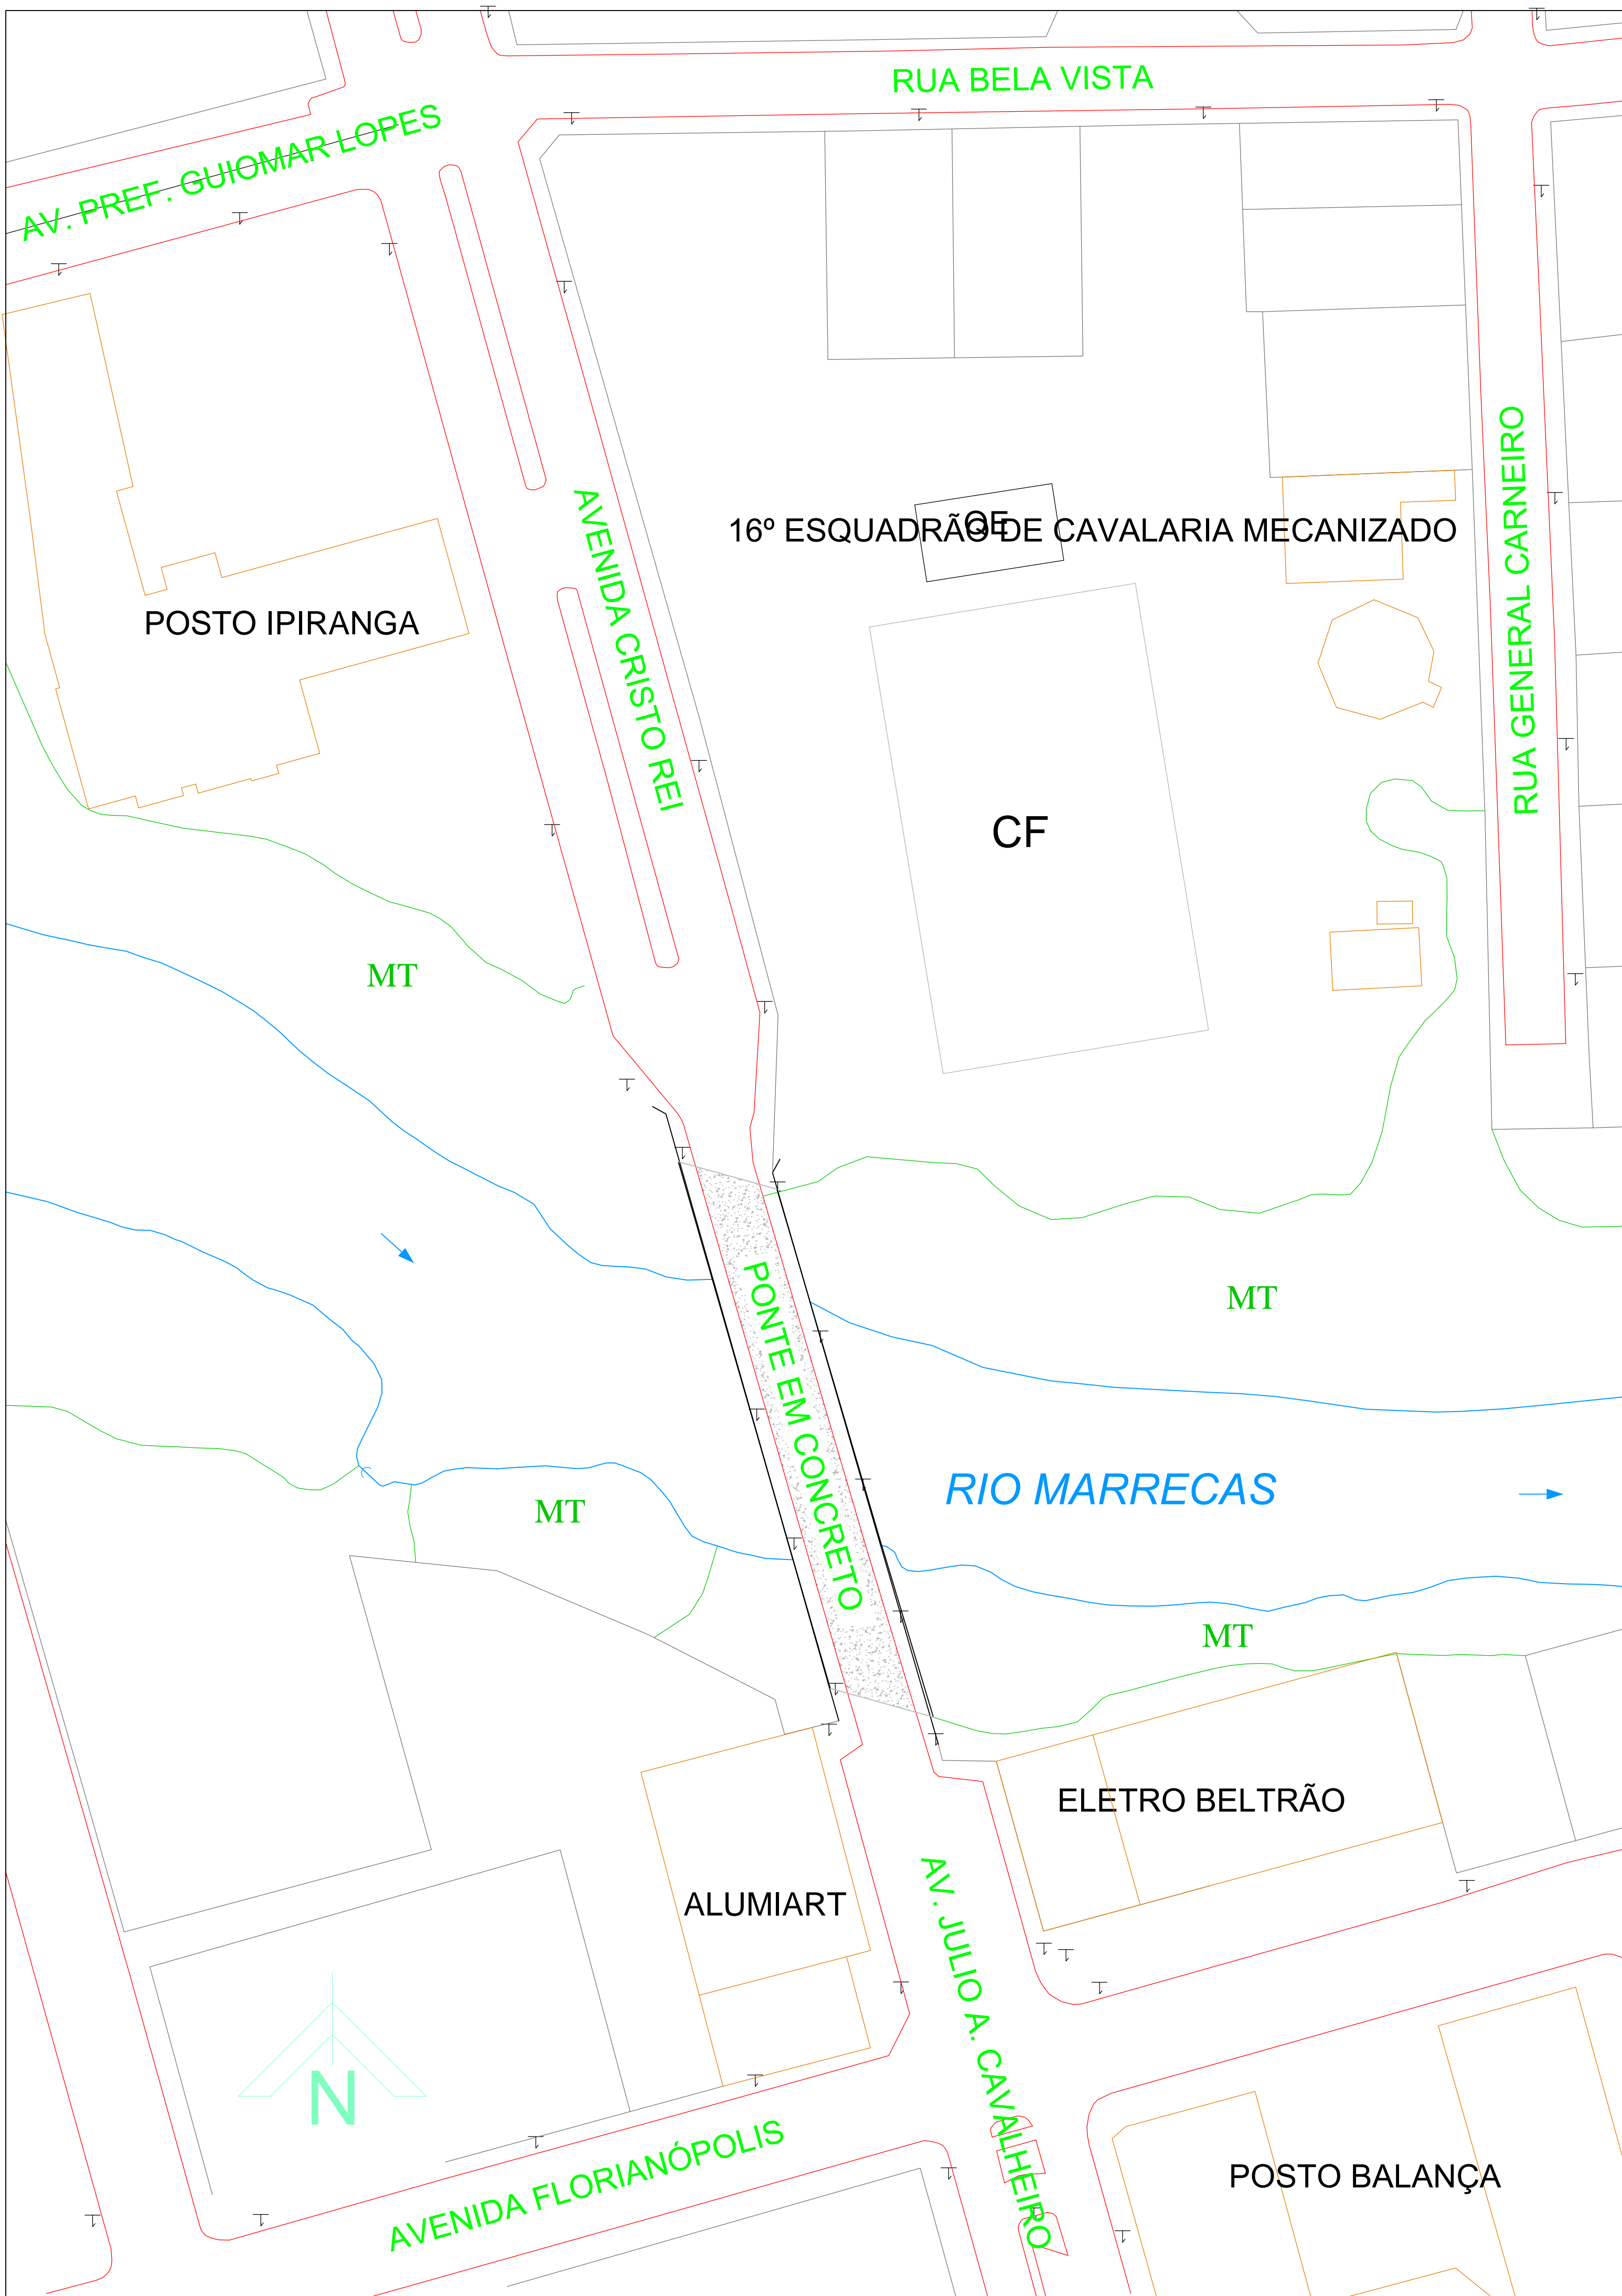 RUA BELA VISTA
AV. PREF. GUIOMAR LOPES
AVENIDA CRISTO REI
16º ESQUADRÃO DE CAVALARIA MECANIZADO
QE
RUA GENERAL CARNEIRO
POSTO IPIRANGA
CF
MT
MT
PONTE EM CONCRETO
RIO MARRECAS
MT
MT
ELETRO BELTRÃO
ALUMIART
AV. JULIO A. CAVALHEIRO
N
AVENIDA FLORIANÓPOLIS
POSTO BALANÇA